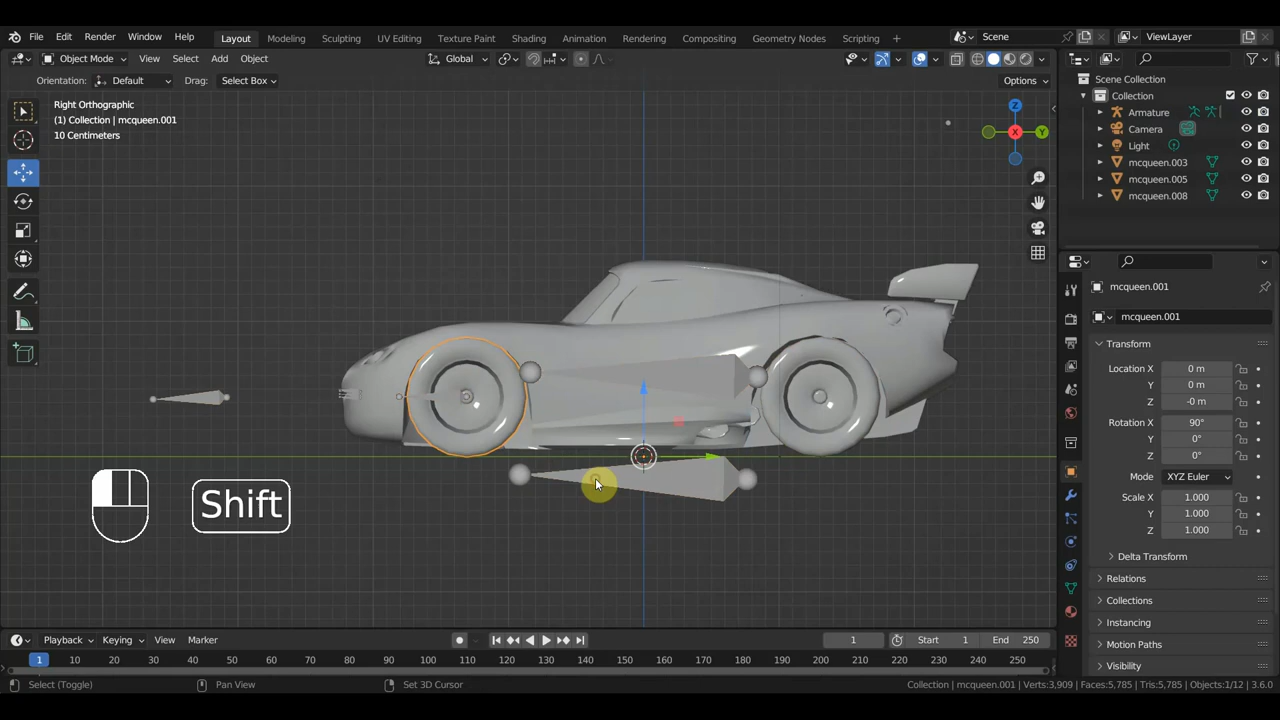 File Edit Render Window Help Layout Modeling Sculpting UV Editing Texture Paint Shading Animation Rendering Compositing Geometry Nodes Scripting + Scene ViewLayer
Object Mode View Select Add Object Global
Orientation: Default Drag: Select Box Options
Right Orthographic
(1) Collection | mcqueen.001
10 Centimeters
Z
Y
X
Shift
Scene Collection
Collection
Armature
Camera
Light
mcqueen.003
mcqueen.005
mcqueen.008
mcqueen.001
mcqueen.001
Transform
Location X 0 m
Y 0 m
Z -0 m
Rotation X 90°
Y 0°
Z 0°
Mode XYZ Euler
Scale X 1.000
Y 1.000
Z 1.000
Delta Transform
Relations
Collections
Instancing
Motion Paths
Visibility
Playback Keying View Marker 1 Start 1 End 250
1 10 20 30 40 50 60 70 80 90 100 110 120 130 140 150 160 170 180 190 200 210 220 230 240 250
Select (Toggle) Pan View Set 3D Cursor Collection | mcqueen.001 | Verts:3,909 | Faces:5,785 | Tris:5,785 | Objects:1/12 | 3.6.0